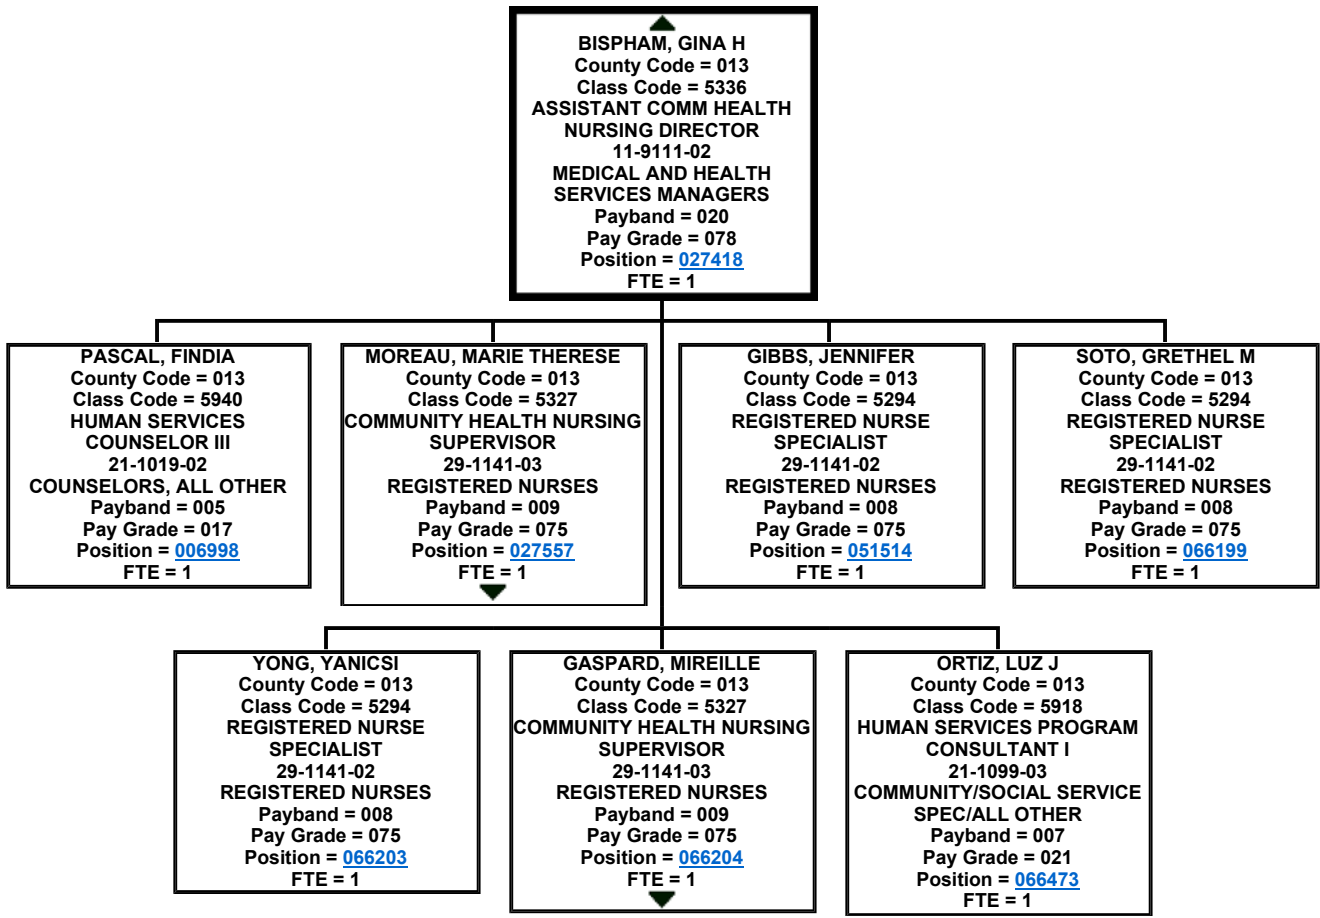 BISPHAM, GINA H
County Code = 013
Class Code = 5336
ASSISTANT COMM HEALTH
NURSING DIRECTOR
11-9111-02
MEDICAL AND HEALTH
SERVICES MANAGERS
Payband = 020
Pay Grade = 078
Position = 027418
FTE = 1
PASCAL, FINDIA
County Code = 013
Class Code = 5940
HUMAN SERVICES
COUNSELOR III
21-1019-02
COUNSELORS, ALL OTHER
Payband = 005
Pay Grade = 017
Position = 006998
FTE = 1
MOREAU, MARIE THERESE
County Code = 013
Class Code = 5327
COMMUNITY HEALTH NURSING
SUPERVISOR
29-1141-03
REGISTERED NURSES
Payband = 009
Pay Grade = 075
Position = 027557
FTE = 1
GIBBS, JENNIFER
County Code = 013
Class Code = 5294
REGISTERED NURSE
SPECIALIST
29-1141-02
REGISTERED NURSES
Payband = 008
Pay Grade = 075
Position = 051514
FTE = 1
SOTO, GRETHEL M
County Code = 013
Class Code = 5294
REGISTERED NURSE
SPECIALIST
29-1141-02
REGISTERED NURSES
Payband = 008
Pay Grade = 075
Position = 066199
FTE = 1
YONG, YANICSI
County Code = 013
Class Code = 5294
REGISTERED NURSE
SPECIALIST
29-1141-02
REGISTERED NURSES
Payband = 008
Pay Grade = 075
Position = 066203
FTE = 1
GASPARD, MIREILLE
County Code = 013
Class Code = 5327
COMMUNITY HEALTH NURSING
SUPERVISOR
29-1141-03
REGISTERED NURSES
Payband = 009
Pay Grade = 075
Position = 066204
FTE = 1
ORTIZ, LUZ J
County Code = 013
Class Code = 5918
HUMAN SERVICES PROGRAM
CONSULTANT I
21-1099-03
COMMUNITY/SOCIAL SERVICE
SPEC/ALL OTHER
Payband = 007
Pay Grade = 021
Position = 066473
FTE = 1